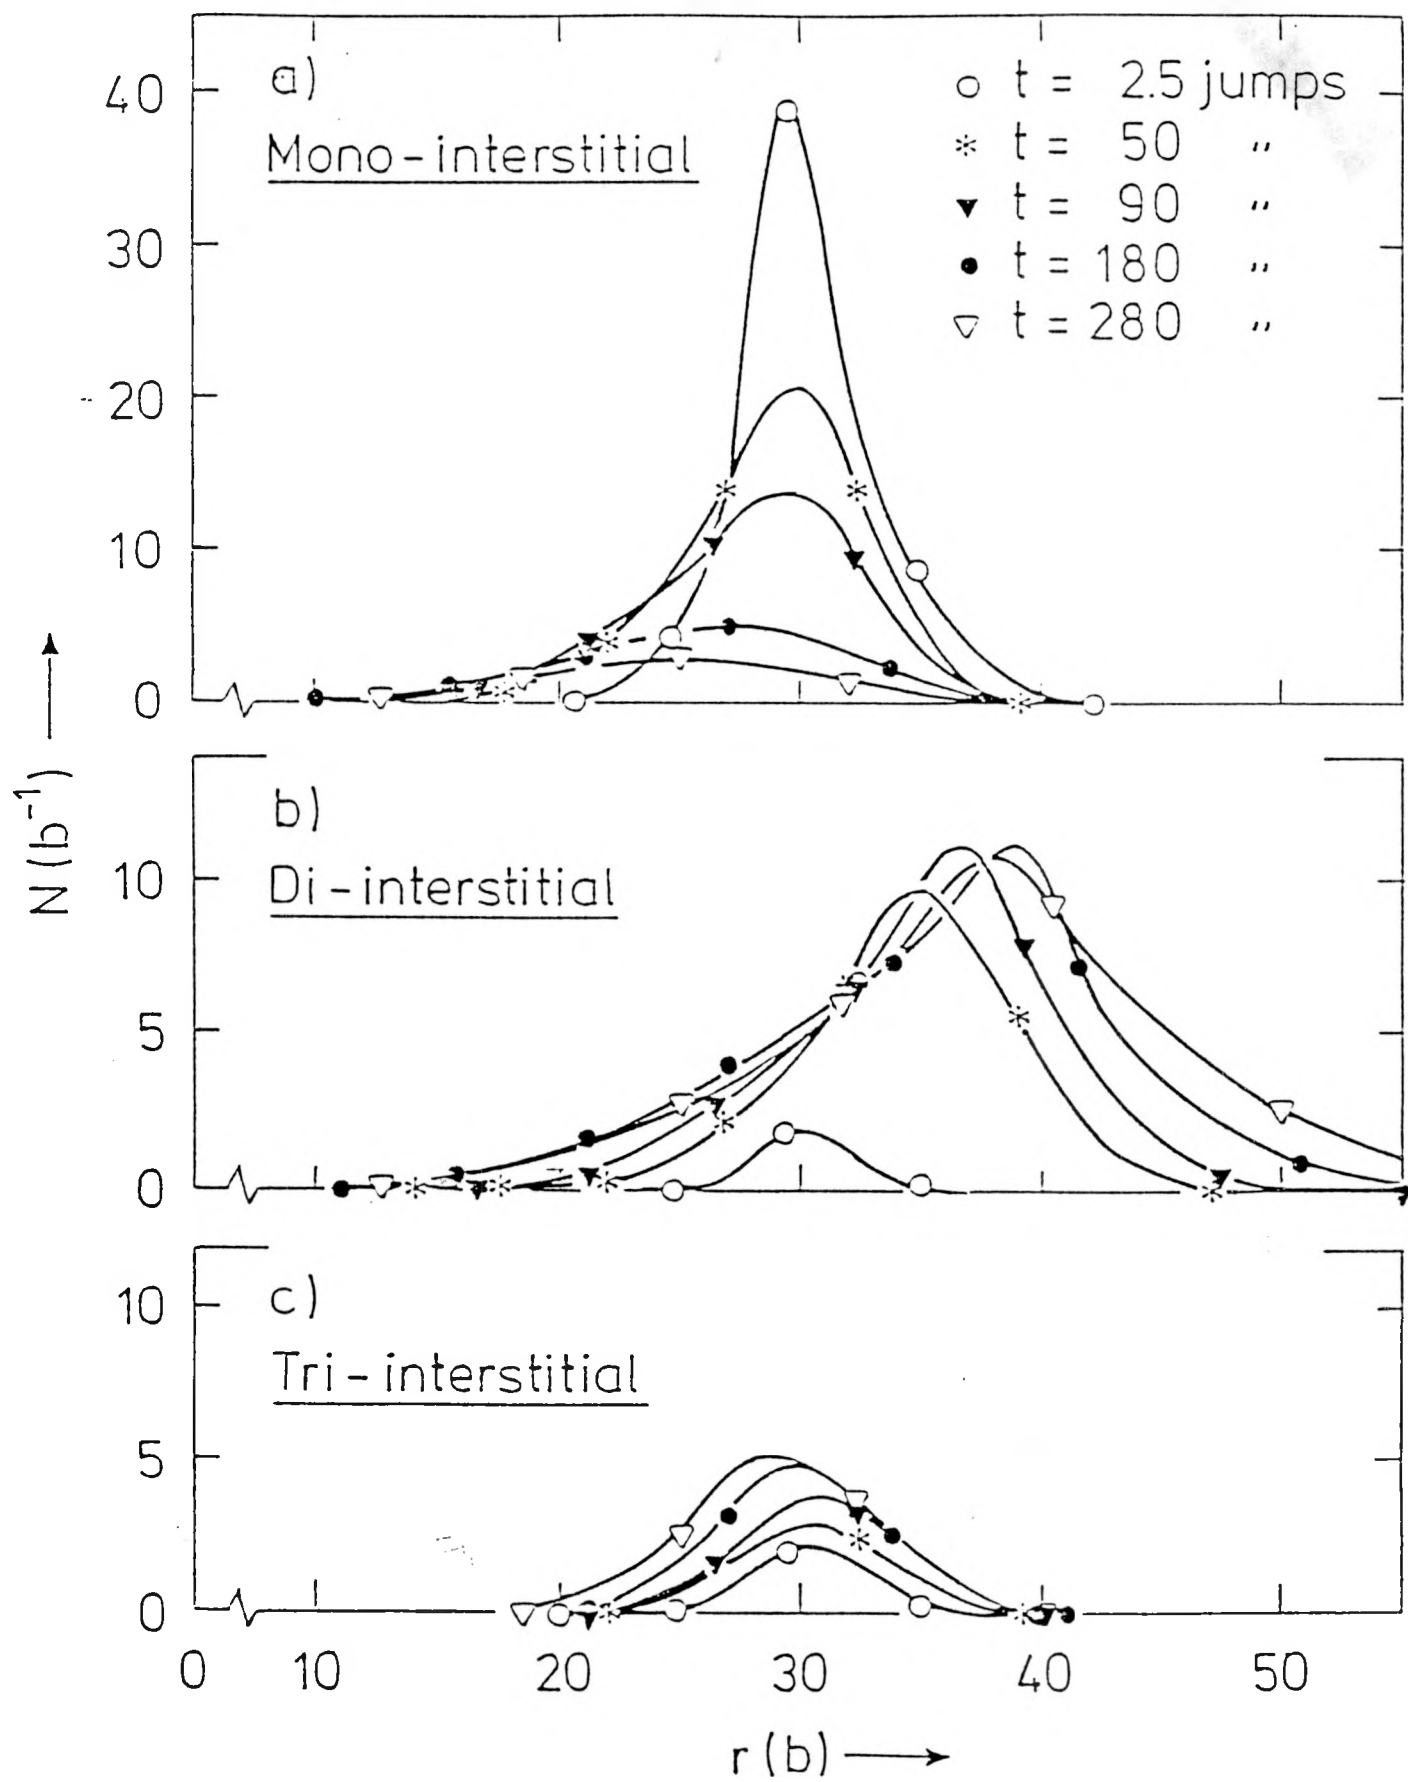 a)
Mono-interstitial
○ t = 2.5 jumps
* t = 50 "
▼ t = 90 "
● t = 180 "
▽ t = 280 "
40
30
20
10
0
N (b⁻¹) →
b)
Di-interstitial
10
5
0
c)
Tri-interstitial
10
5
0
0 10 20 30 40 50
r (b) →